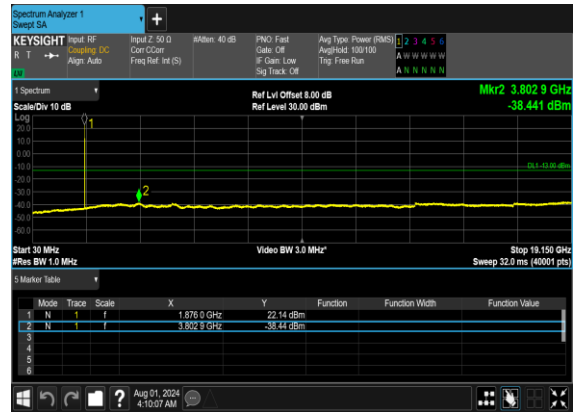 Spectrum Analyzer 1
Swept SA
+
KEYSIGHT Input: RF Input Z: 50 Ω #Atten: 40 dB PNO: Fast Avg Type: Power (RMS) 1 2 3 4 5 6
R T Coupling: DC Corr CCorr Gate: Off Avg|Hold: 100/100 A W W W W W
Align: Auto Freq Ref: Int (S) IF Gain: Low Trig: Free Run
Sig Track: Off A N N N N N
1 Spectrum Ref Lvl Offset 8.00 dB Mkr2 3.802 9 GHz
Scale/Div 10 dB Ref Level 30.00 dBm -38.441 dBm
Log
1
20.0
10.0
0.00
-10.0 DL1 -13.00 dBm
-20.0
-30.0 2
-40.0
-50.0
-60.0
Start 30 MHz Video BW 3.0 MHz* Stop 19.150 GHz
#Res BW 1.0 MHz Sweep 32.0 ms (40001 pts)
5 Marker Table
Mode Trace Scale X Y Function Function Width Function Value
1 N 1 f 1.876 0 GHz 22.14 dBm
2 N 1 f 3.802 9 GHz -38.44 dBm
3
4
5
6
? Aug 01, 2024
4:10:07 AM